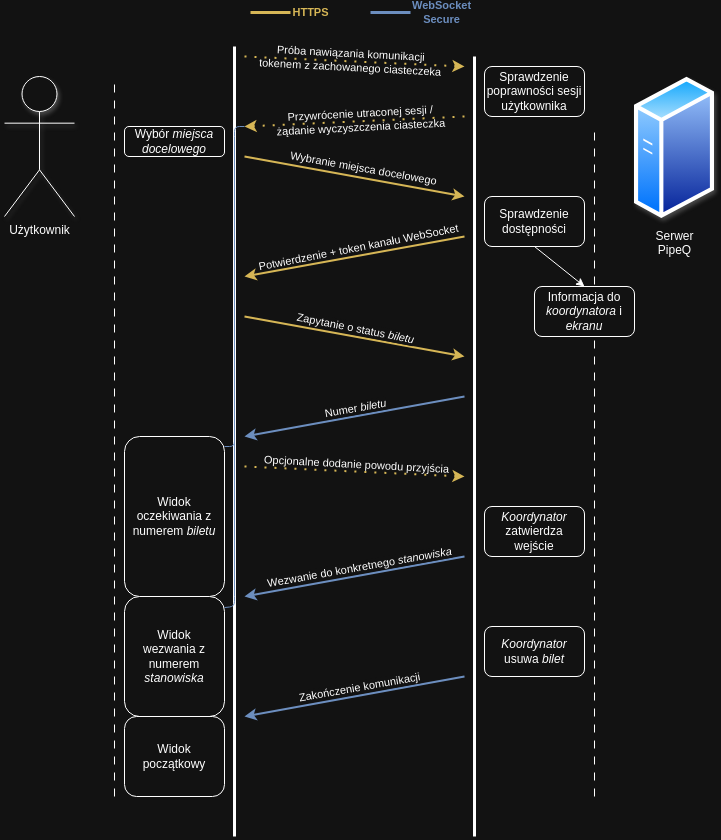 HTTPS
WebSocket
Secure
Próba nawiązania komunikacji
tokenem z zachowanego ciasteczka
Sprawdzenie
poprawności sesji
użytkownika
Przywrócenie utraconej sesji /
żądanie wyczyszczenia ciasteczka
Wybór miejsca
docelowego
Użytkownik
Wybranie miejsca docelowego
Sprawdzenie
dostępności
Serwer
PipeQ
Potwierdzenie + token kanału WebSocket
Informacja do
koordynatora i
ekranu
Zapytanie o status biletu
Numer biletu
Opcjonalne dodanie powodu przyjścia
Widok
oczekiwania z
numerem biletu
Koordynator
zatwierdza
wejście
Wezwanie do konkretnego stanowiska
Widok
wezwania z
numerem
stanowiska
Koordynator
usuwa bilet
Zakończenie komunikacji
Widok
początkowy